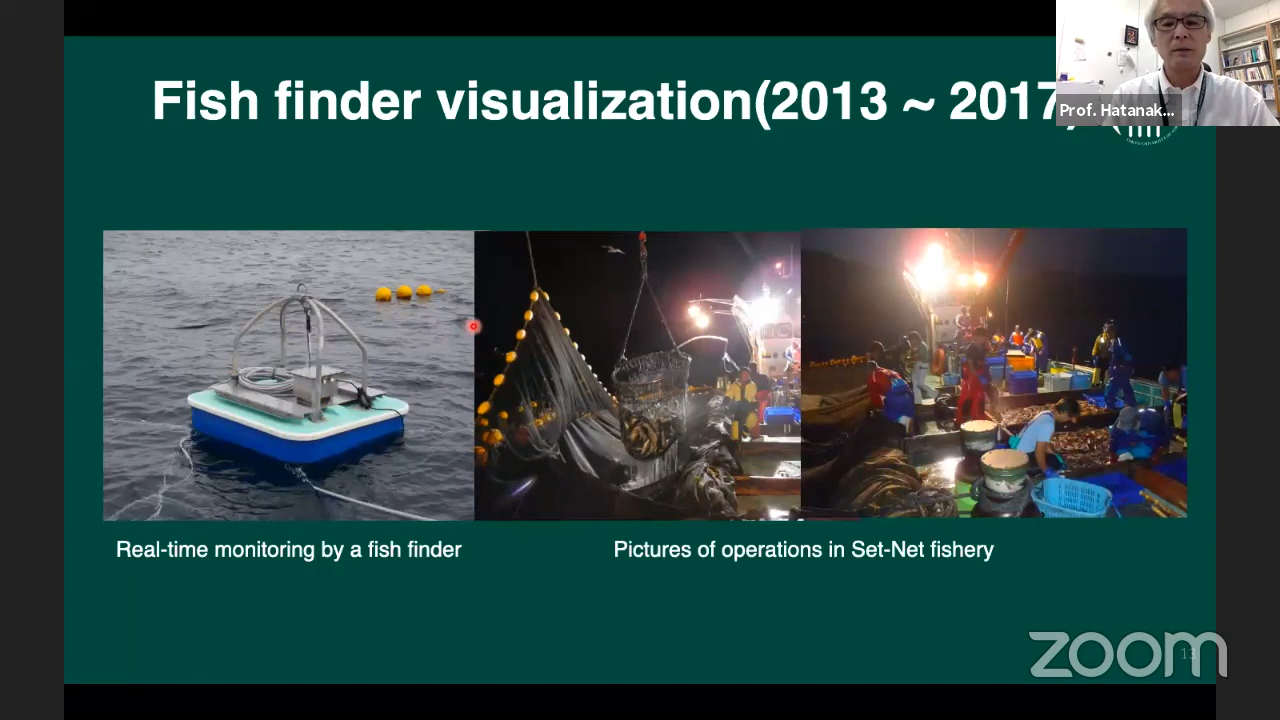 Fish finder visualization(2013 ~ 2017)
Prof. Hatanak...
Real-time monitoring by a fish finder
Pictures of operations in Set-Net fishery
zoom
13